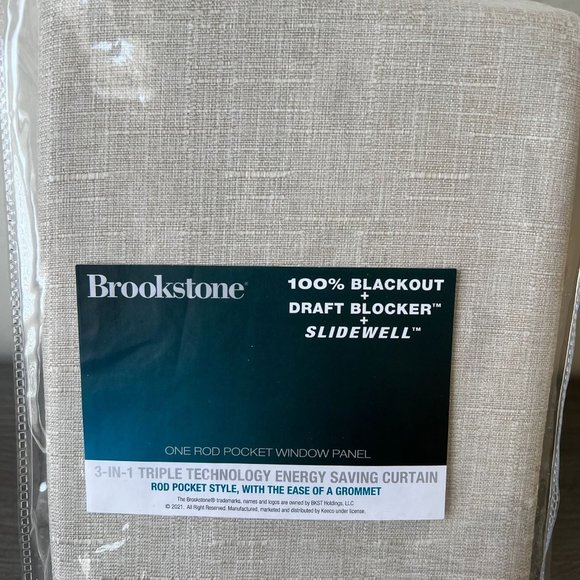 Brookstone®
100% BLACKOUT
+
DRAFT BLOCKER™
+
SLIDEWELL™
ONE ROD POCKET WINDOW PANEL
3-IN-1 TRIPLE TECHNOLOGY ENERGY SAVING CURTAIN
ROD POCKET STYLE, WITH THE EASE OF A GROMMET
The Brookstone® trademarks, names and logos are owned by BKST Holdings, LLC
© 2021. All Right Reserved. Manufactured, marketed and distributed by Keeco under license.